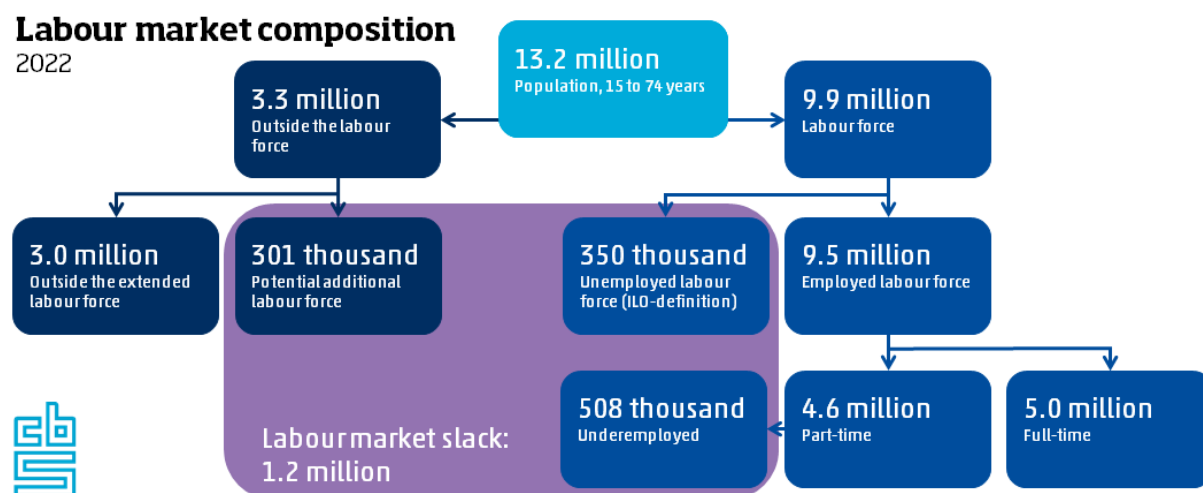 Labour market composition
2022
13.2 million
Population, 15 to 74 years
3.3 million
Outside the labour
force
9.9 million
Labour force
3.0 million
Outside the extended
labour force
301 thousand
Potential additional
labour force
350 thousand
Unemployed labour
force (ILO-definition)
9.5 million
Employed labour force
508 thousand
Underemployed
4.6 million
Part-time
5.0 million
Full-time
Labour market slack:
1.2 million
cb